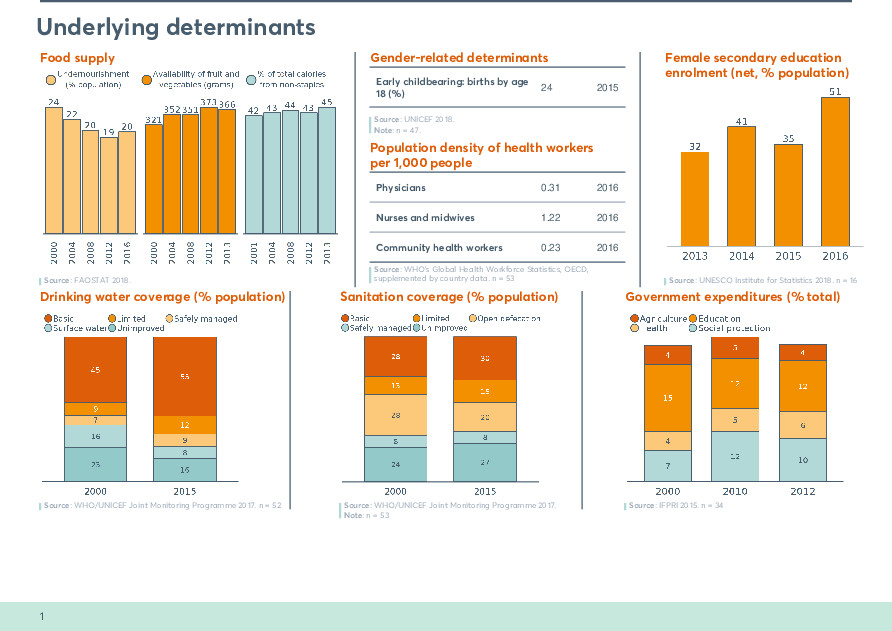 Underlying determinants
Food supply
Undernourishment (% population)
Availability of fruit and vegetables (grams)
% of total calories from non-staples
24 22 20 19 20
321 352 351 373 366
42 43 44 43 45
2000 2004 2008 2012 2016
2000 2004 2008 2012 2013
2001 2004 2008 2012 2013
Source: FAOSTAT 2018.
Gender-related determinants
Early childbearing: births by age 18 (%) 24 2015
Source: UNICEF 2018.
Note: n = 47.
Population density of health workers
per 1,000 people
Physicians 0.31 2016
Nurses and midwives 1.22 2016
Community health workers 0.23 2016
Source: WHO's Global Health Workforce Statistics, OECD,
supplemented by country data. n = 53
Female secondary education
enrolment (net, % population)
32 41 35 51
2013 2014 2015 2016
Source: UNESCO Institute for Statistics 2018. n = 16
Drinking water coverage (% population)
Basic Limited Safely managed
Surface water Unimproved
45 9 7 16 23
12 9 8 16
2000 2015
Source: WHO/UNICEF Joint Monitoring Programme 2017. n = 52
Sanitation coverage (% population)
Basic Limited Open defecation
Safely managed Unimproved
28 28 8 24
30 20 8 27
2000 2015
Source: WHO/UNICEF Joint Monitoring Programme 2017.
Note: n = 53
Government expenditures (% total)
Agriculture Education
Health Social protection
4 15 4 7
12 5 12
4 12 6 10
2000 2010 2012
Source: IFPRI 2015. n = 34
1